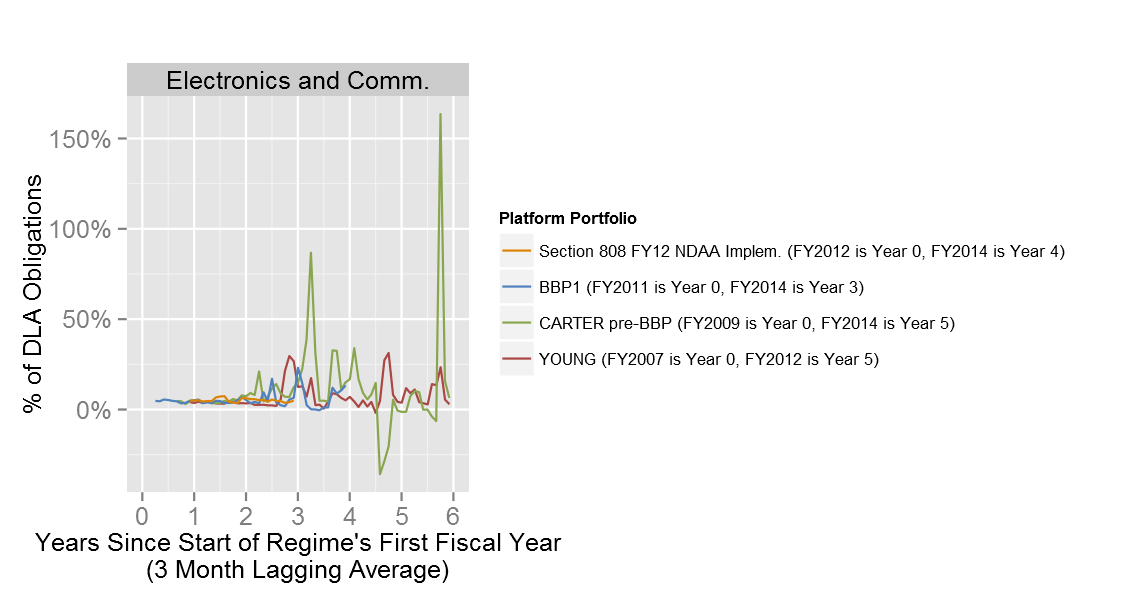 Electronics and Comm.
% of DLA Obligations
150%
100%
50%
0%
0 1 2 3 4 5 6
Years Since Start of Regime's First Fiscal Year
(3 Month Lagging Average)
Platform Portfolio
Section 808 FY12 NDAA Implem. (FY2012 is Year 0, FY2014 is Year 4)
BBP1 (FY2011 is Year 0, FY2014 is Year 3)
CARTER pre-BBP (FY2009 is Year 0, FY2014 is Year 5)
YOUNG (FY2007 is Year 0, FY2012 is Year 5)